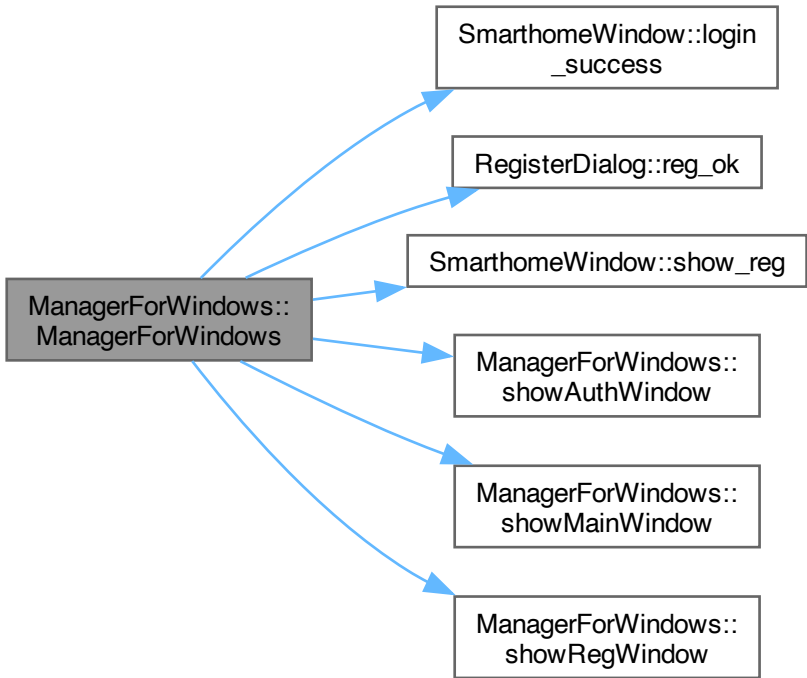 SmarthomeWindow::login
_success
RegisterDialog::reg_ok
SmarthomeWindow::show_reg
ManagerForWindows::
ManagerForWindows
ManagerForWindows::
showAuthWindow
ManagerForWindows::
showMainWindow
ManagerForWindows::
showRegWindow